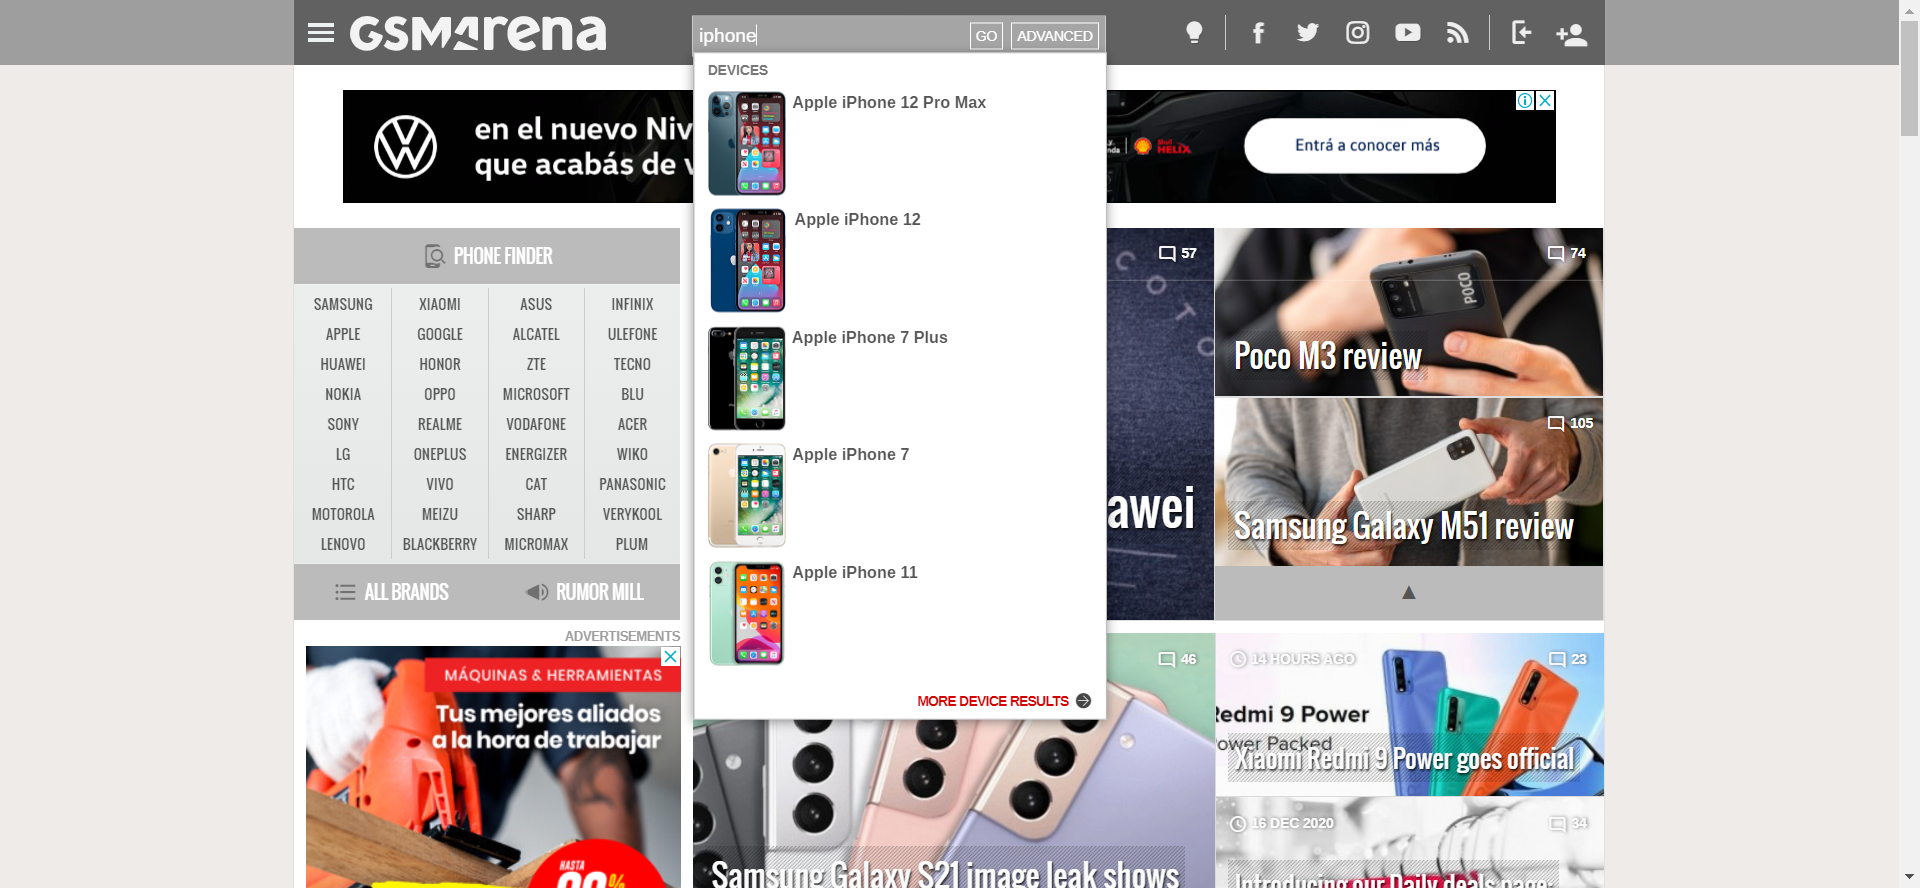 GSMArena
iphone
GO
ADVANCED
DEVICES
Apple iPhone 12 Pro Max
Apple iPhone 12
Apple iPhone 7 Plus
Apple iPhone 7
Apple iPhone 11
MORE DEVICE RESULTS
en el nuevo Niv
que acabás de v
Entrá a conocer más
PHONE FINDER
SAMSUNG XIAOMI ASUS INFINIX
APPLE GOOGLE ALCATEL ULEFONE
HUAWEI HONOR ZTE TECNO
NOKIA OPPO MICROSOFT BLU
SONY REALME VODAFONE ACER
LG ONEPLUS ENERGIZER WIKO
HTC VIVO CAT PANASONIC
MOTOROLA MEIZU SHARP VERYKOOL
LENOVO BLACKBERRY MICROMAX PLUM
ALL BRANDS
RUMOR MILL
57
awei
74
POCO
Poco M3 review
105
Samsung Galaxy M51 review
ADVERTISEMENTS
MÁQUINAS & HERRAMIENTAS
Tus mejores aliados
a la hora de trabajar
HASTA
46
Samsung Galaxy S21 image leak shows
14 HOURS AGO
23
Redmi 9 Power
ower Packed
Xiaomi Redmi 9 Power goes official
16 DEC 2020
34
Introducing our Daily deals page: